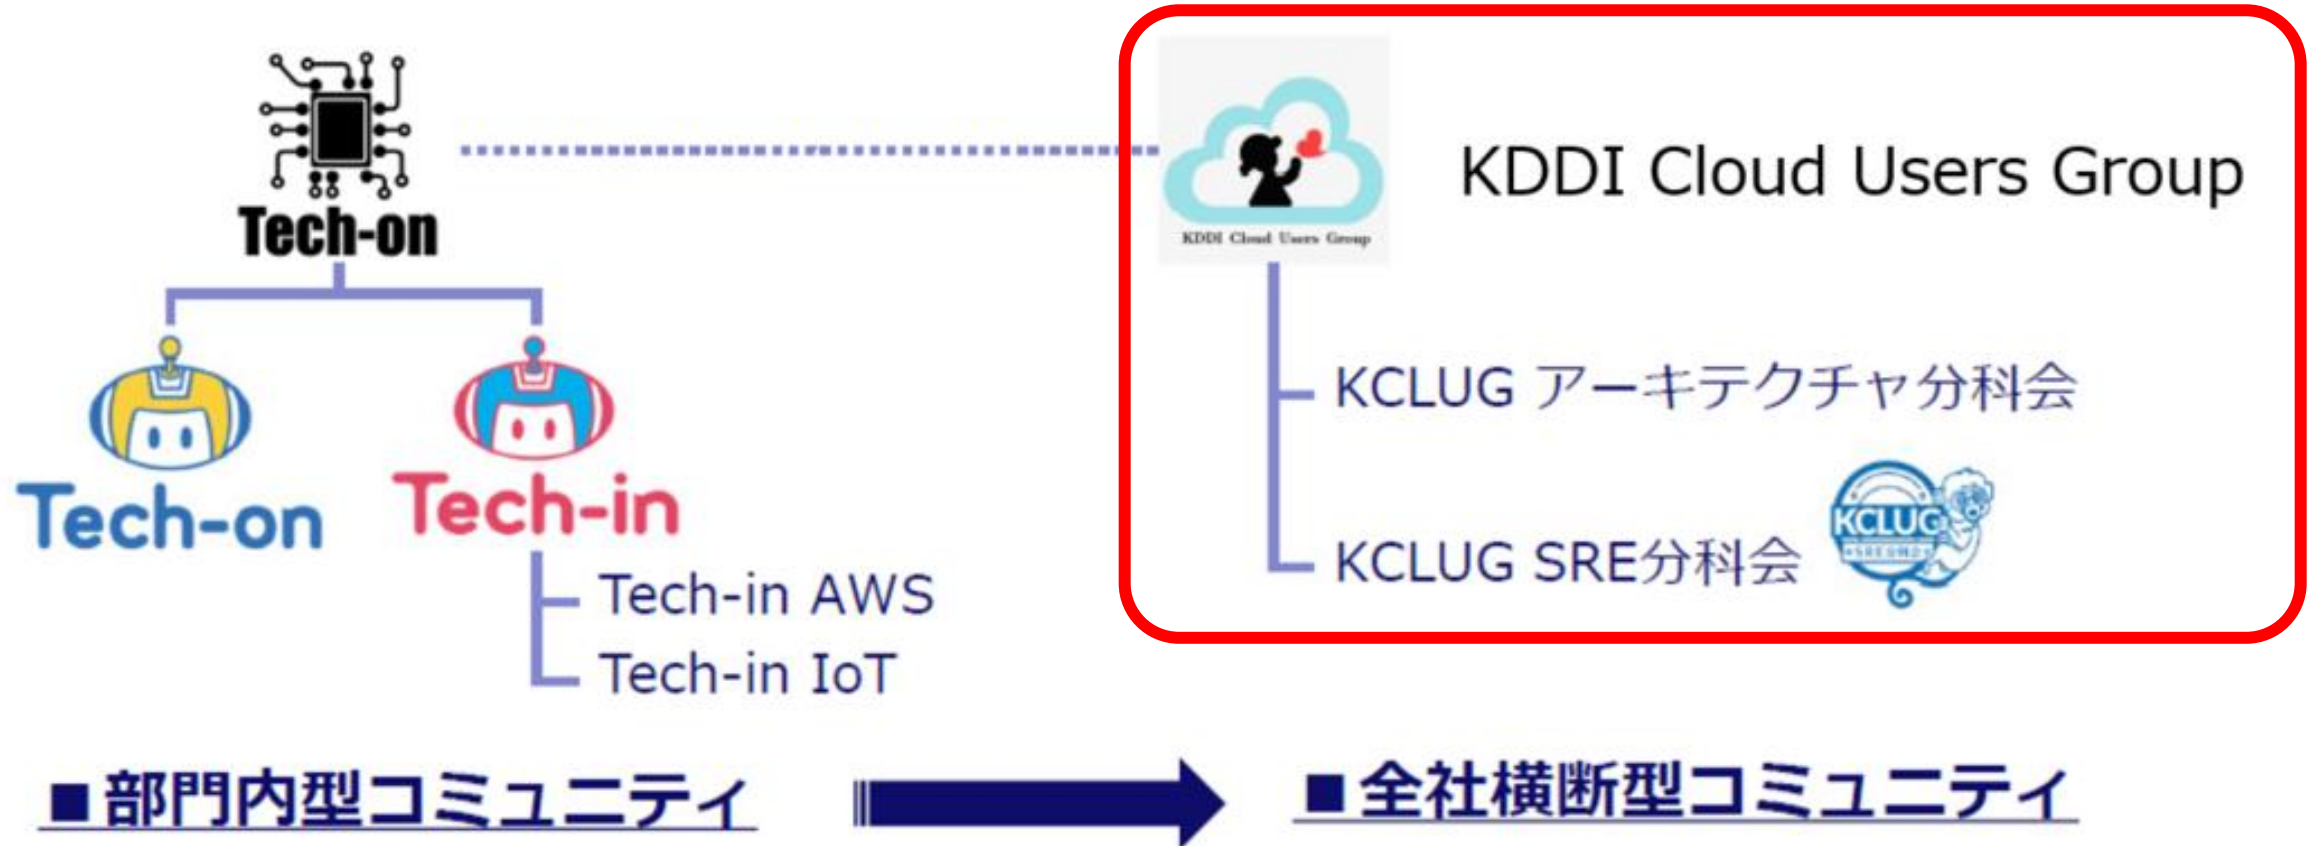 Tech-on
KDDI Cloud Users Group
KDDI Cloud Users Group
Tech-on
Tech-in
Tech-in AWS
Tech-in IoT
KCLUG アーキテクチャ分科会
KCLUG SRE分科会
KCLUG
■部門内型コミュニティ
■全社横断型コミュニティ